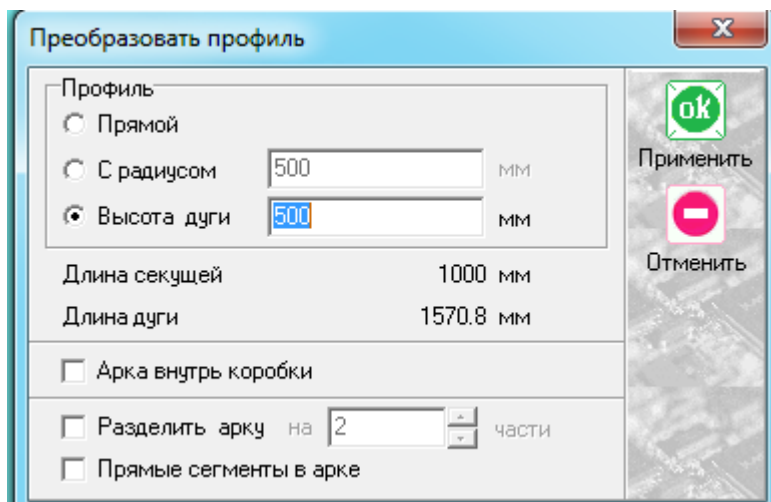 Преобразовать профиль
Профиль
Прямой
С радиусом 500 мм
Высота дуги 500 мм
Длина секущей 1000 мм
Длина дуги 1570.8 мм
Арка внутрь коробки
Разделить арку на 2 части
Прямые сегменты в арке
ok
Применить
Отменить